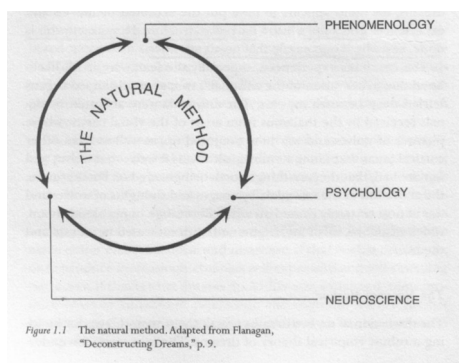 PHENOMENOLOGY
THE NATURAL METHOD
PSYCHOLOGY
NEUROSCIENCE
Figure 1.1 The natural method. Adapted from Flanagan,
"Deconstructing Dreams," p. 9.